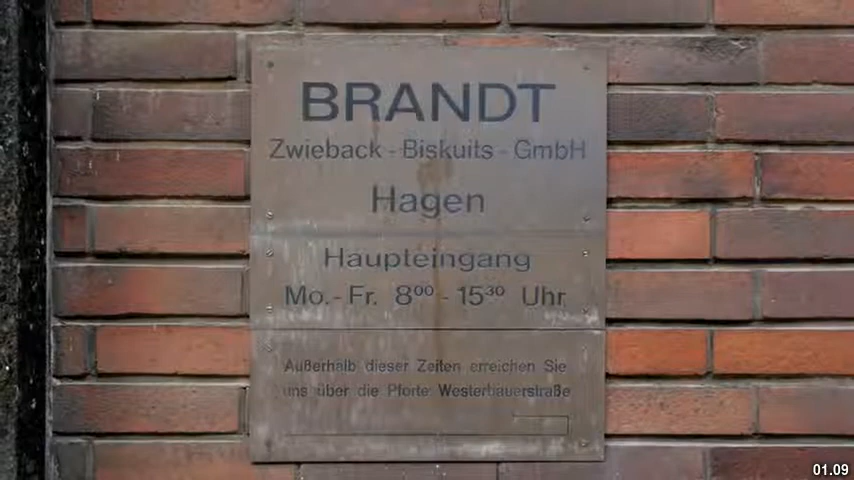 BRANDT
Zwieback - Biskuits - GmbH
Hagen
Haupteingang
Mo.- Fr. 8⁰⁰ - 15³⁰ Uhr
Außerhalb dieser Zeiten erreichen Sie
uns über die Pforte Westerbauerstraße
01.09